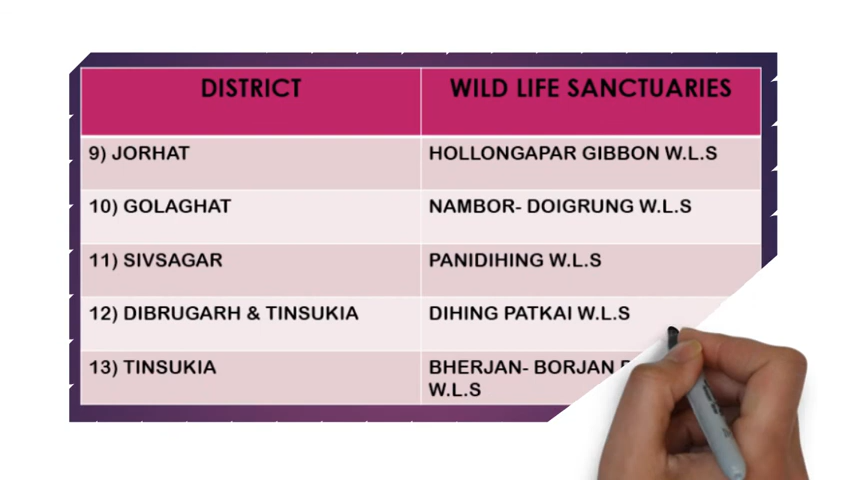 DISTRICT WILD LIFE SANCTUARIES
9) JORHAT HOLLONGAPAR GIBBON W.L.S
10) GOLAGHAT NAMBOR- DOIGRUNG W.L.S
11) SIVSAGAR PANIDIHING W.L.S
12) DIBRUGARH & TINSUKIA DIHING PATKAI W.L.S
13) TINSUKIA BHERJAN- BORJAN
W.L.S